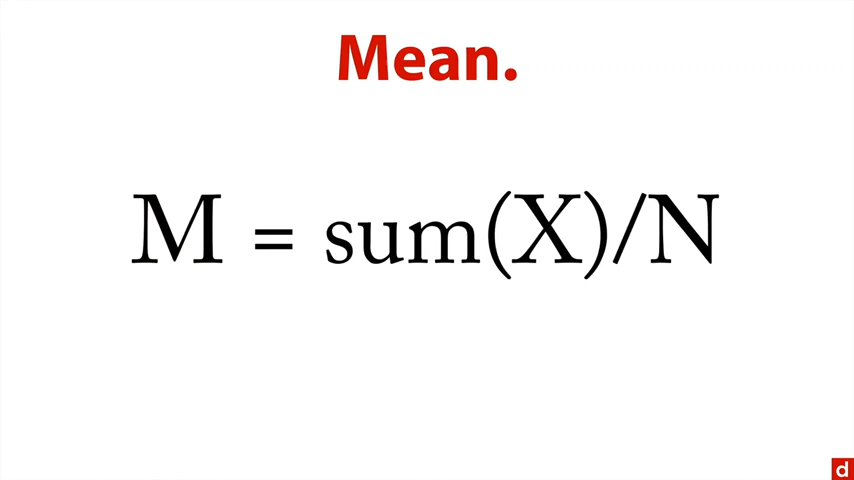 Mean.
M = sum(X)/N
d